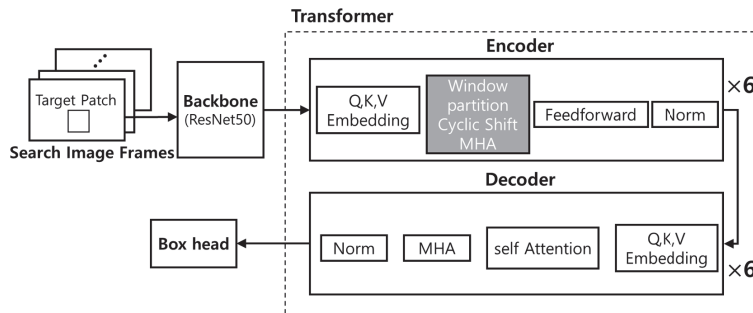 Transformer
Encoder
Target Patch
Search Image Frames
Backbone
(ResNet50)
Q,K,V
Embedding
Window
partition
Cyclic Shift
MHA
Feedforward
Norm
×6
Decoder
Box head
Norm
MHA
self Attention
Q,K,V
Embedding
×6